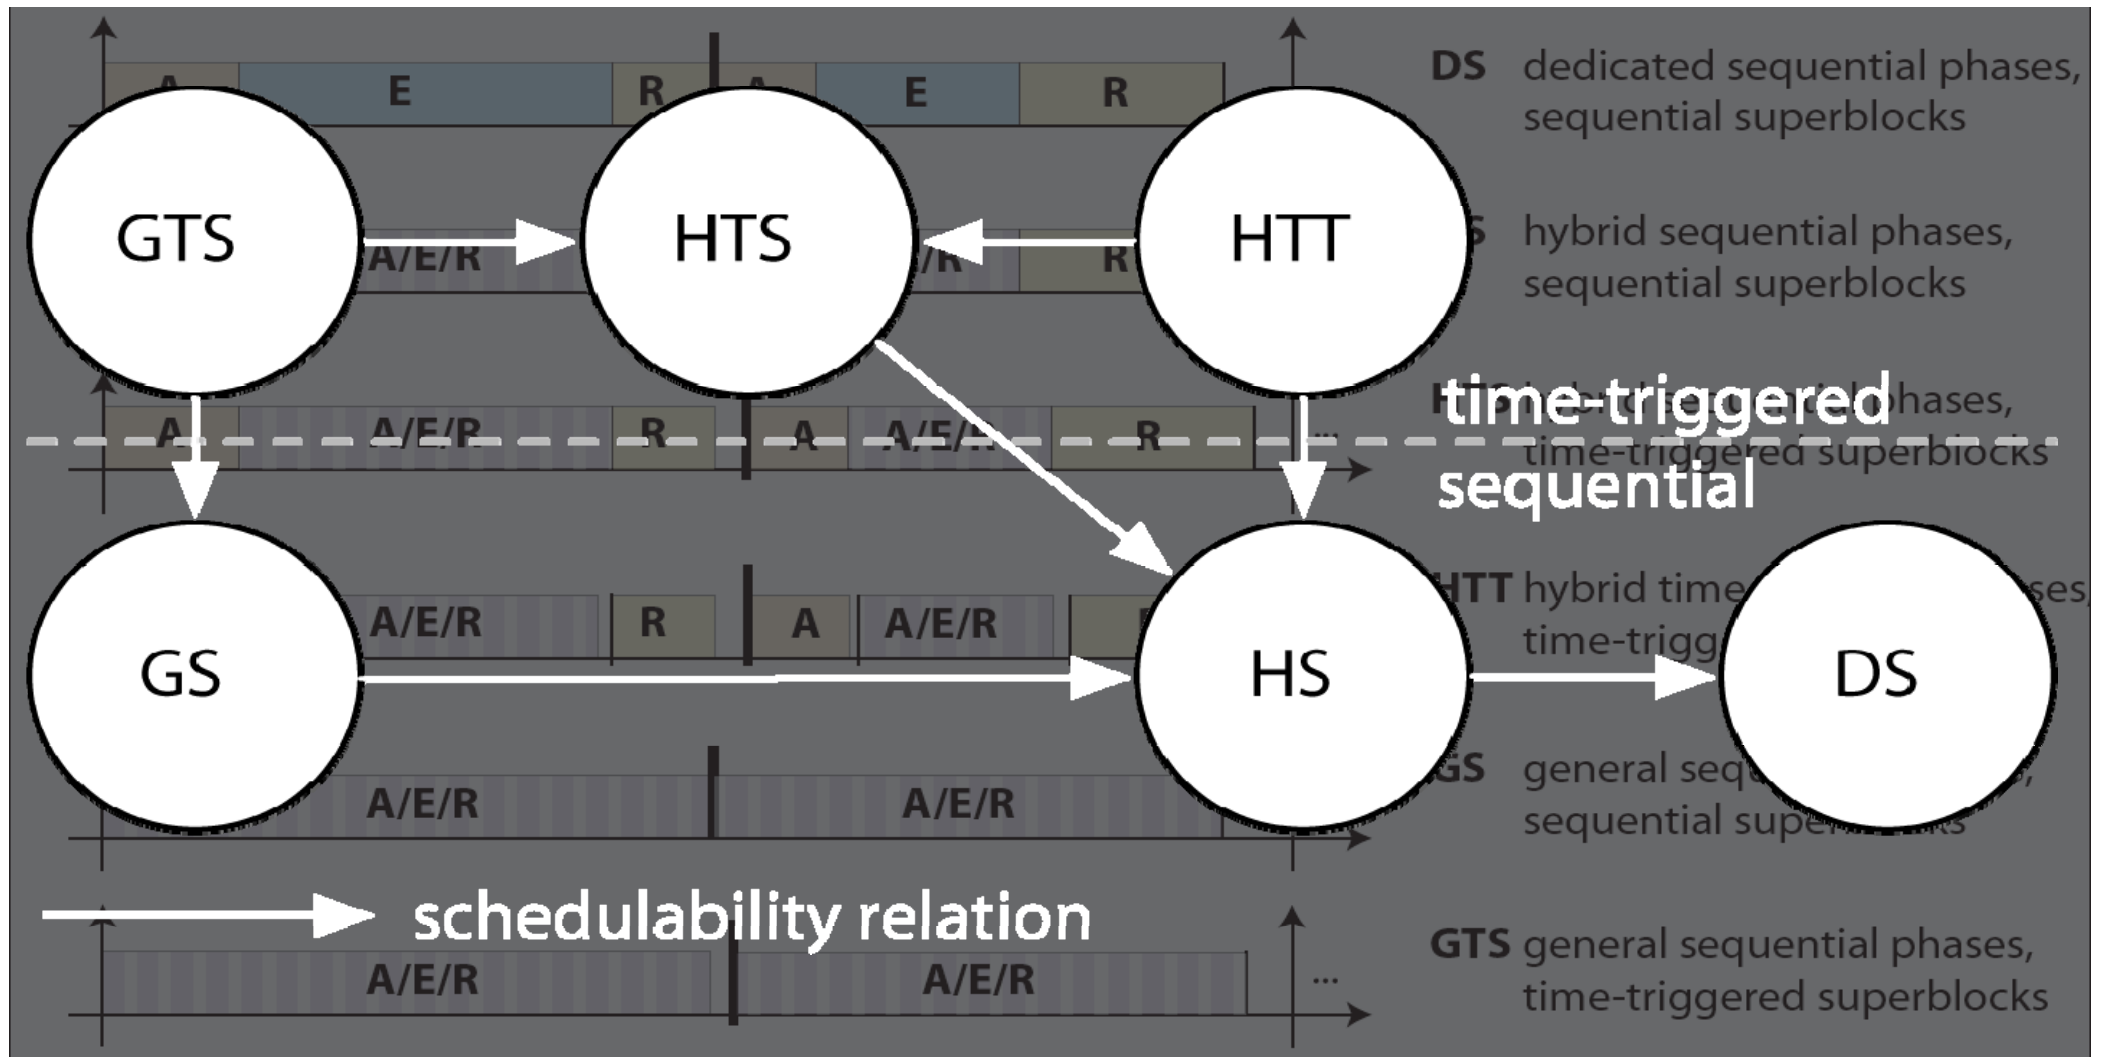 E R E R
DS dedicated sequential phases,
sequential superblocks
GTS HTS HTT
A/E/R /R R
S hybrid sequential phases,
sequential superblocks
time-triggered
phases,
A A/E/R R A A/E/R R ...
time-triggered superblocks
sequential
A/E/R R A A/E/R
HTT hybrid time ses,
time-trigg
GS HS DS
A/E/R A/E/R
GS general seq
sequential
schedulability relation
A/E/R A/E/R ...
GTS general sequential phases,
time-triggered superblocks